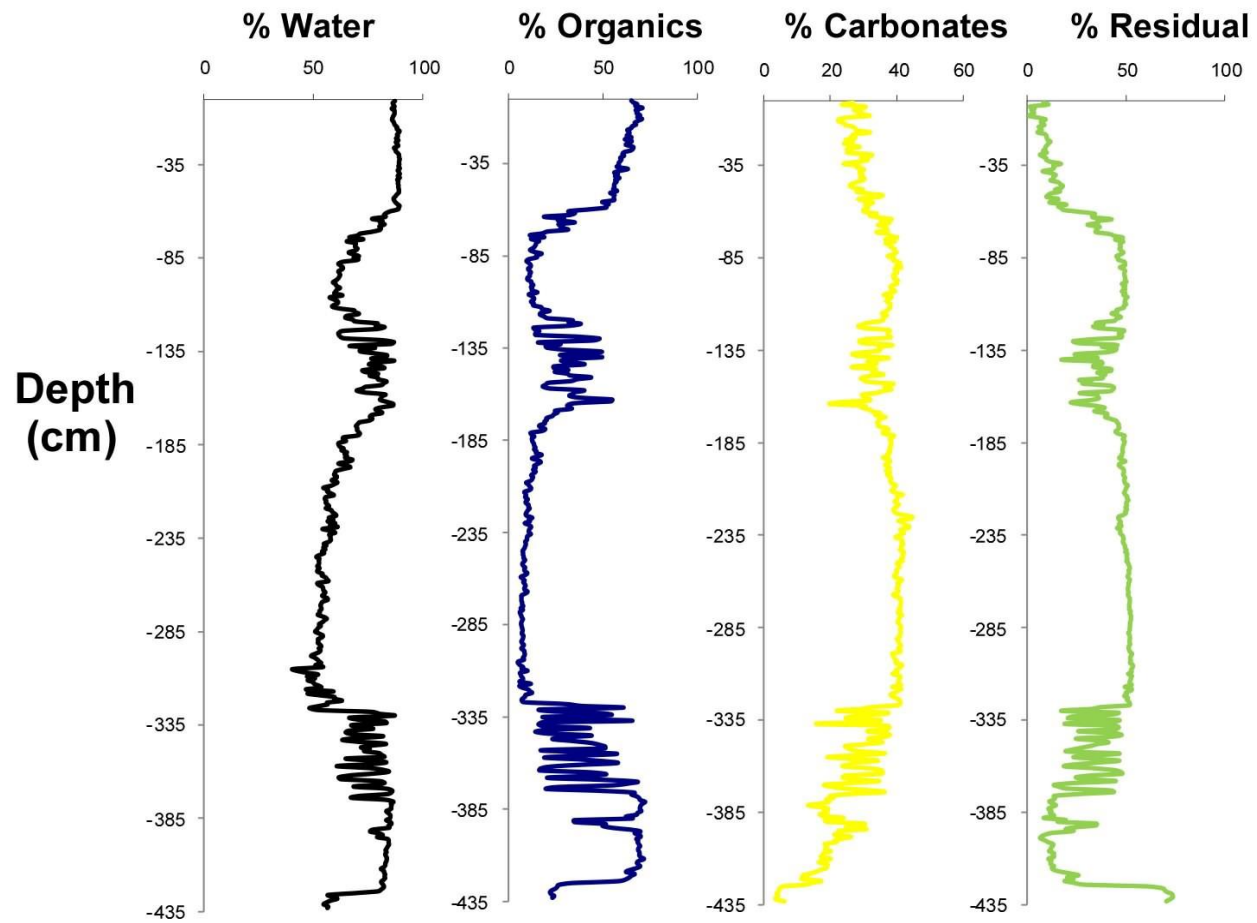 % Water % Organics % Carbonates % Residual
0 50 100 0 50 100 0 20 40 60 0 50 100
-35 -35 -35 -35
-85 -85 -85 -85
-135 -135 -135 -135
Depth
(cm)
-185 -185 -185 -185
-235 -235 -235 -235
-285 -285 -285 -285
-335 -335 -335 -335
-385 -385 -385 -385
-435 -435 -435 -435